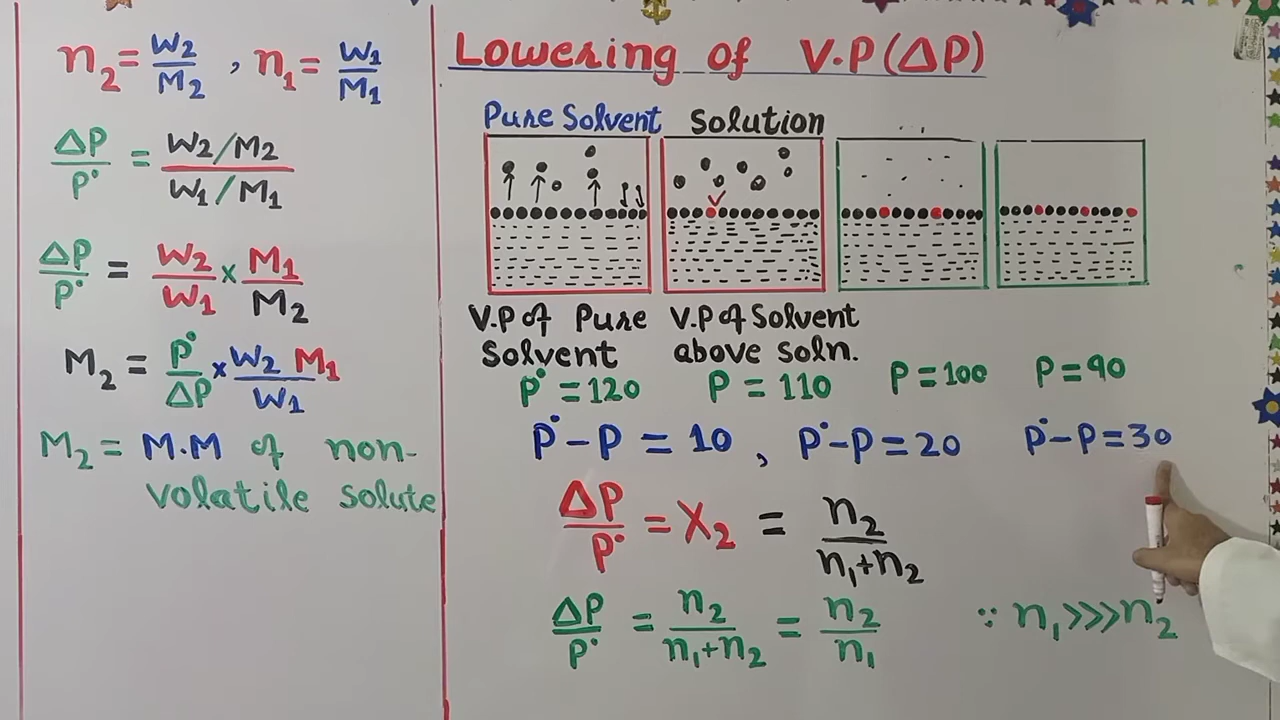 n₂ = W₂/M₂ , n₁ = W₁/M₁
ΔP/P° = W₂/M₂ / W₁/M₁
ΔP/P° = W₂/W₁ × M₁/M₂
M₂ = P°/ΔP × W₂ M₁/W₁
M₂ = M.M of non-
volatile solute
Lowering of V.P (ΔP)
Pure Solvent Solution
V.P of Pure V.P of Solvent
Solvent above soln.
P° = 120 P = 110 P = 100 P = 90
P° - P = 10 , P° - P = 20 P° - P = 30
ΔP/P° = X₂ = n₂/n₁+n₂
ΔP/P° = n₂/n₁+n₂ = n₂/n₁ ∵ n₁ >>> n₂